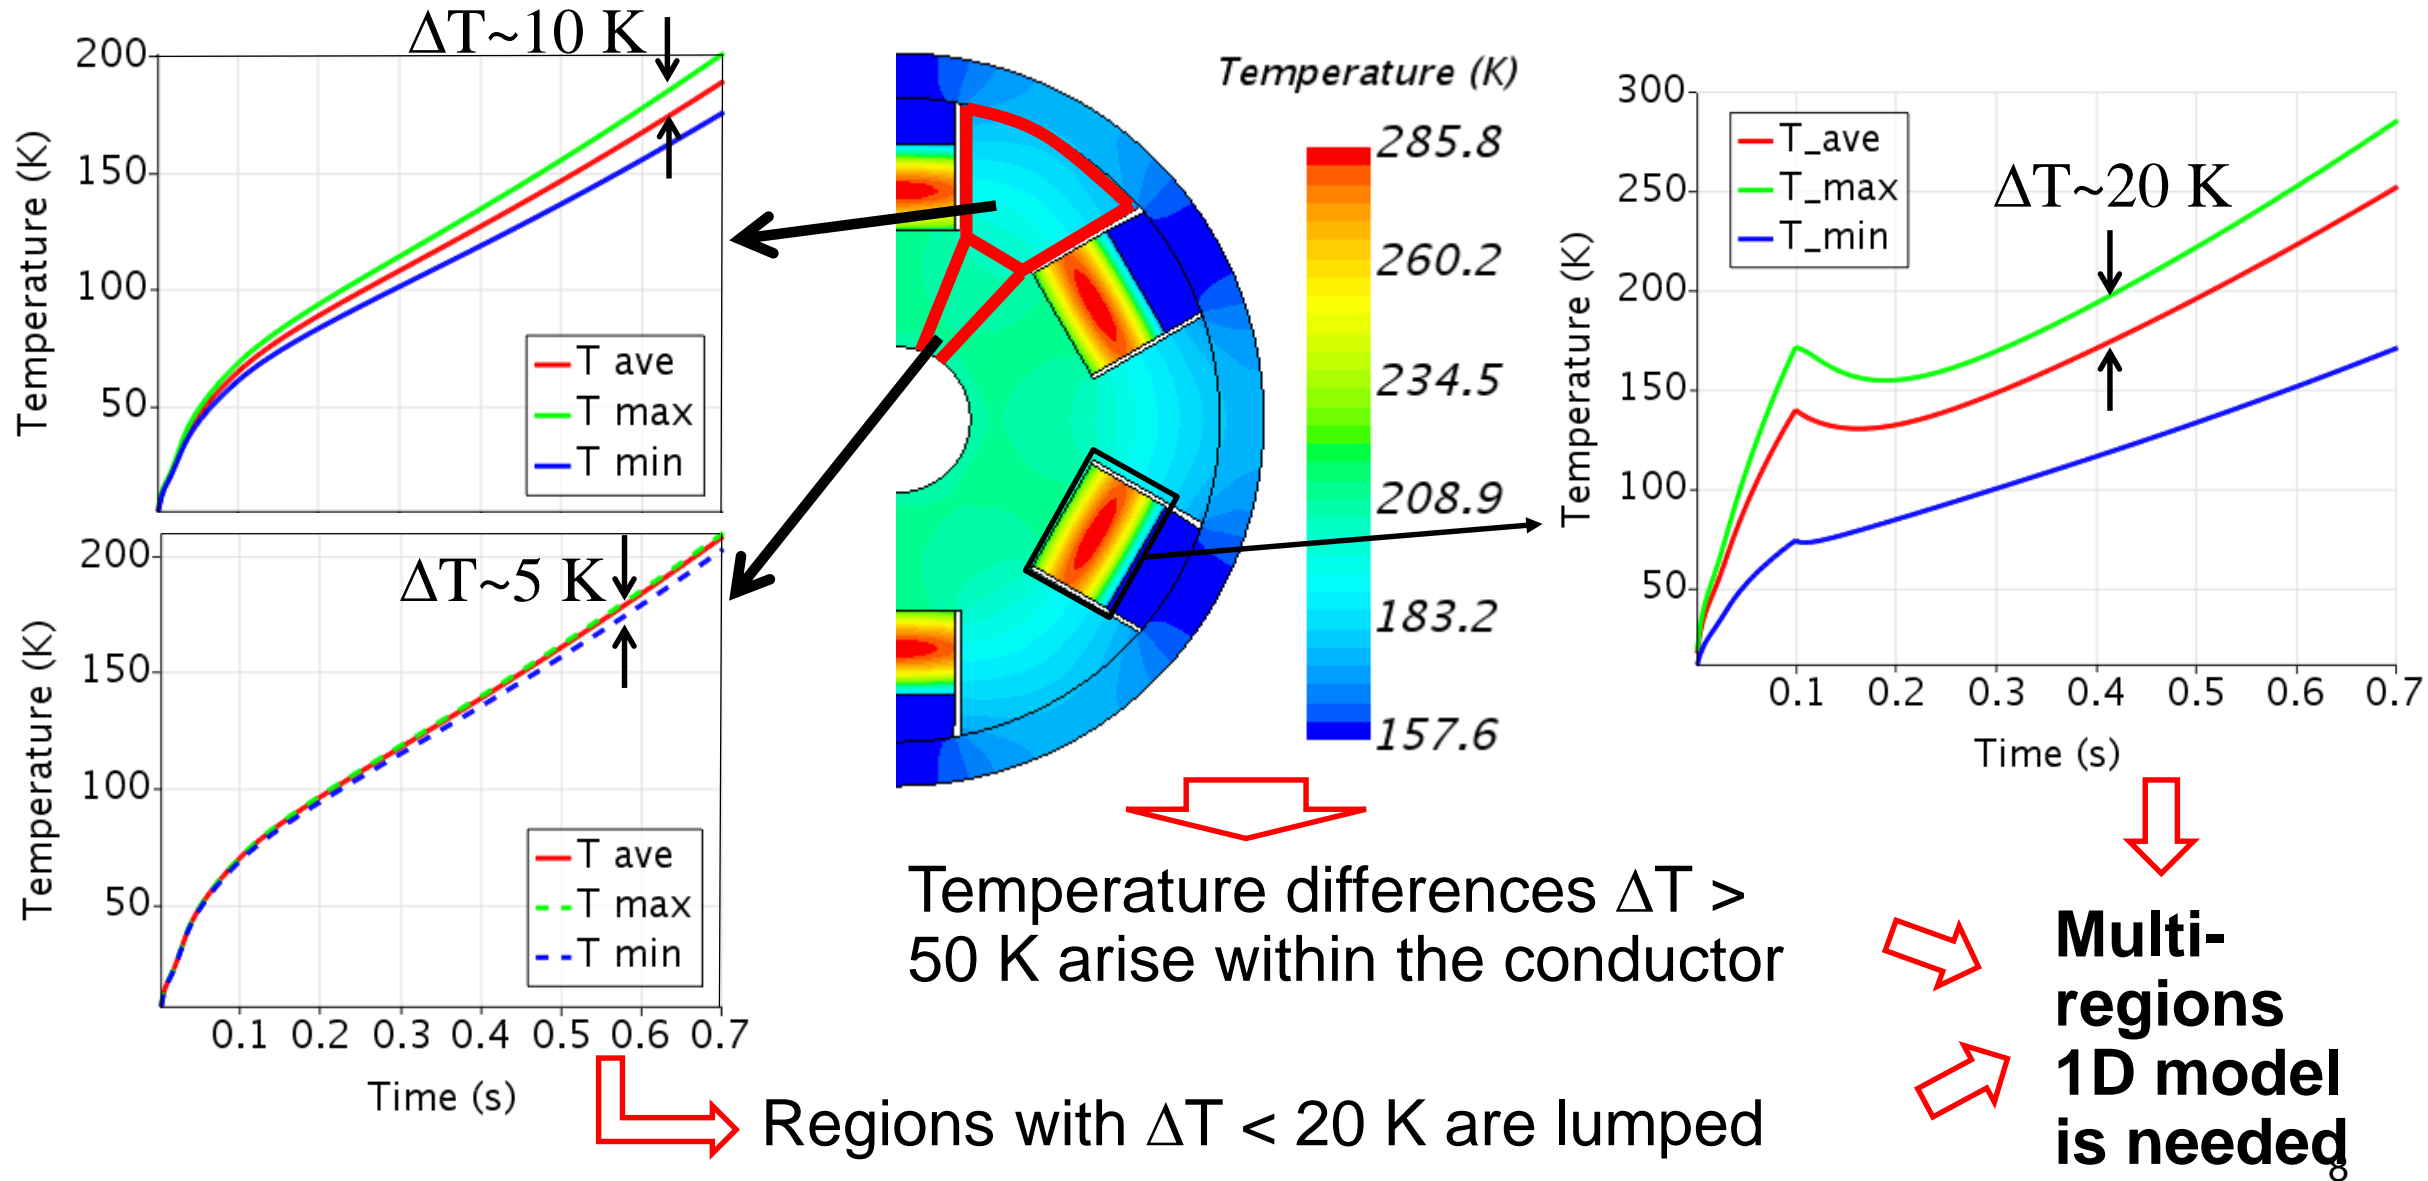 ΔT~10 K
200
150
100
50
Temperature (K)
T ave
T max
T min
ΔT~5 K
200
150
100
50
Temperature (K)
T ave
T max
T min
0.1 0.2 0.3 0.4 0.5 0.6 0.7
Time (s)
Temperature (K)
285.8
260.2
234.5
208.9
183.2
157.6
300
250
200
150
100
50
Temperature (K)
T_ave
T_max
T_min
ΔT~20 K
0.1 0.2 0.3 0.4 0.5 0.6 0.7
Time (s)
Temperature differences ΔT >
50 K arise within the conductor
Regions with ΔT < 20 K are lumped
Multi-
regions
1D model
is needed
8